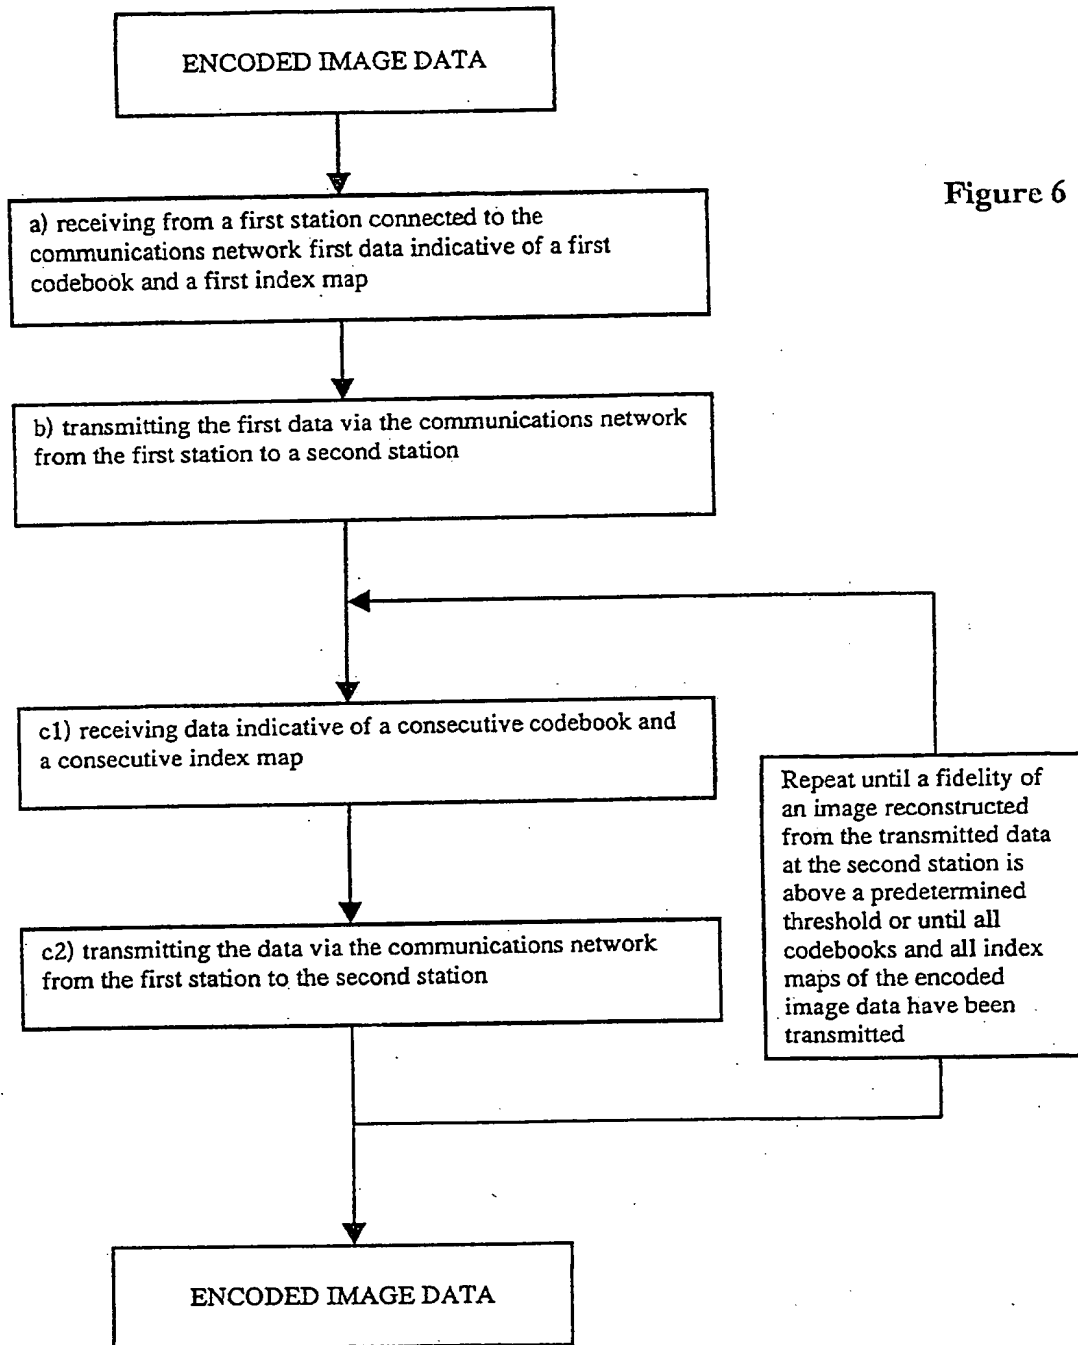 ENCODED IMAGE DATA
Figure 6
a) receiving from a first station connected to the
communications network first data indicative of a first
codebook and a first index map
b) transmitting the first data via the communications network
from the first station to a second station
c1) receiving data indicative of a consecutive codebook and
a consecutive index map
c2) transmitting the data via the communications network
from the first station to the second station
Repeat until a fidelity of
an image reconstructed
from the transmitted data
at the second station is
above a predetermined
threshold or until all
codebooks and all index
maps of the encoded
image data have been
transmitted
ENCODED IMAGE DATA